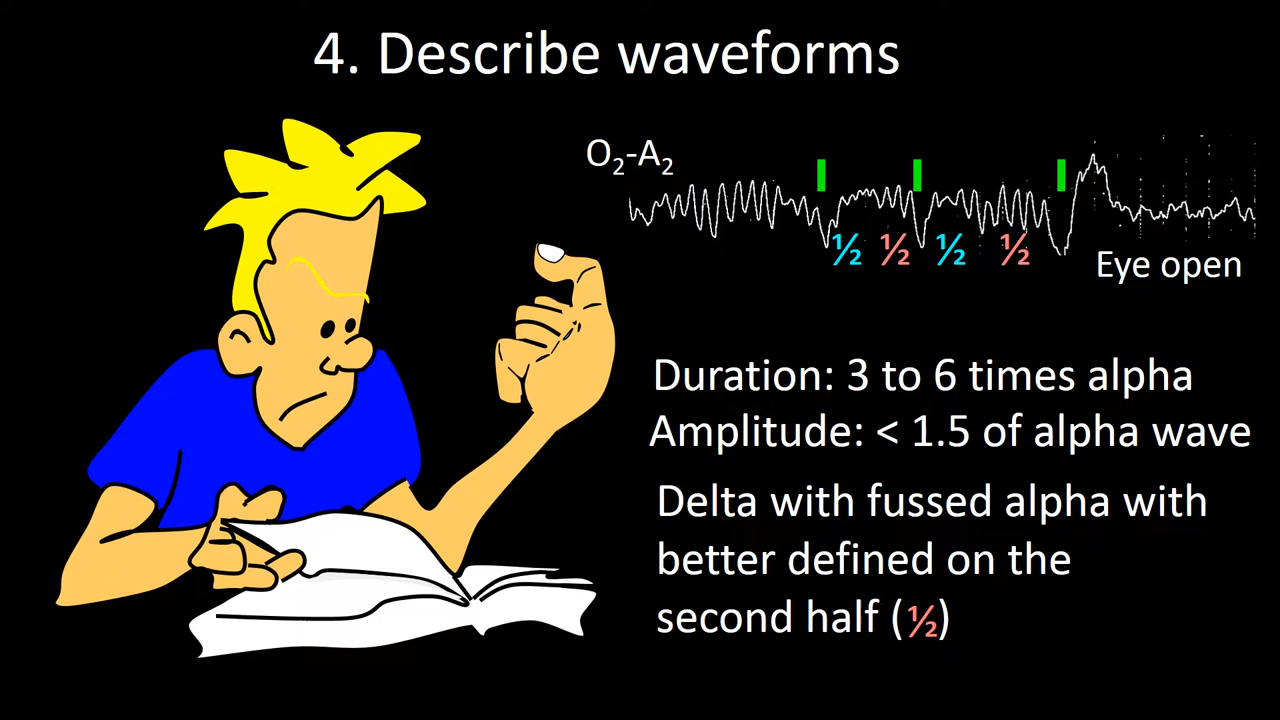 4. Describe waveforms
O₂-A₂
½ ½ ½ ½
Eye open
Duration: 3 to 6 times alpha
Amplitude: < 1.5 of alpha wave
Delta with fussed alpha with
better defined on the
second half (½)